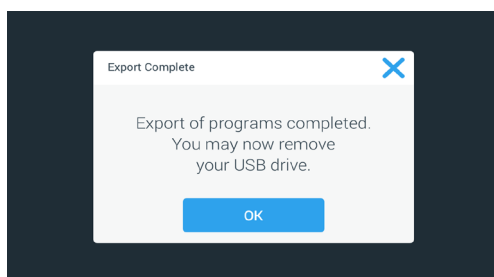 Export Complete
Export of programs completed.
You may now remove
your USB drive.
OK